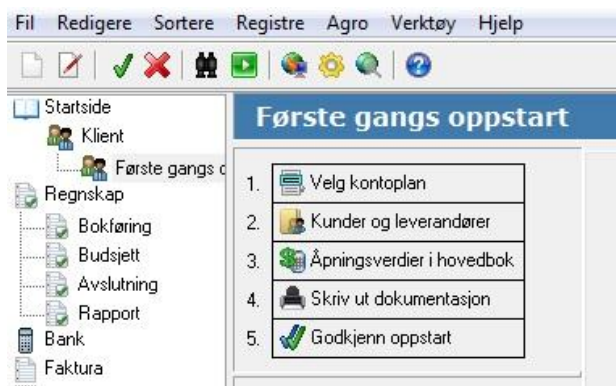 Fil Redigere Sortere Registre Agro Verktøy Hjelp
Startside
Klient
Første gangs o
Regnskap
Bokføring
Budsjett
Avslutning
Rapport
Bank
Faktura
Første gangs oppstart
1. Velg kontoplan
2. Kunder og leverandører
3. Åpningsverdier i hovedbok
4. Skriv ut dokumentasjon
5. Godkjenn oppstart